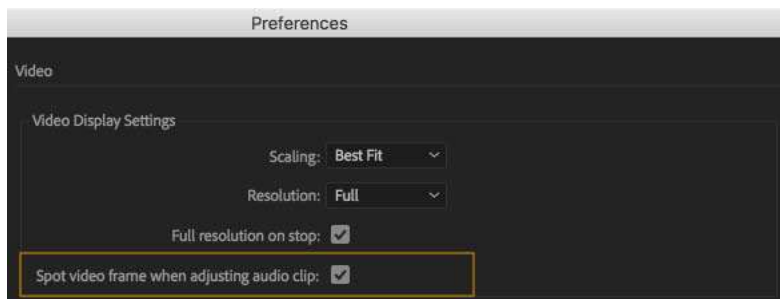 Preferences
Video
Video Display Settings
Scaling: Best Fit
Resolution: Full
Full resolution on stop:
Spot video frame when adjusting audio clip: